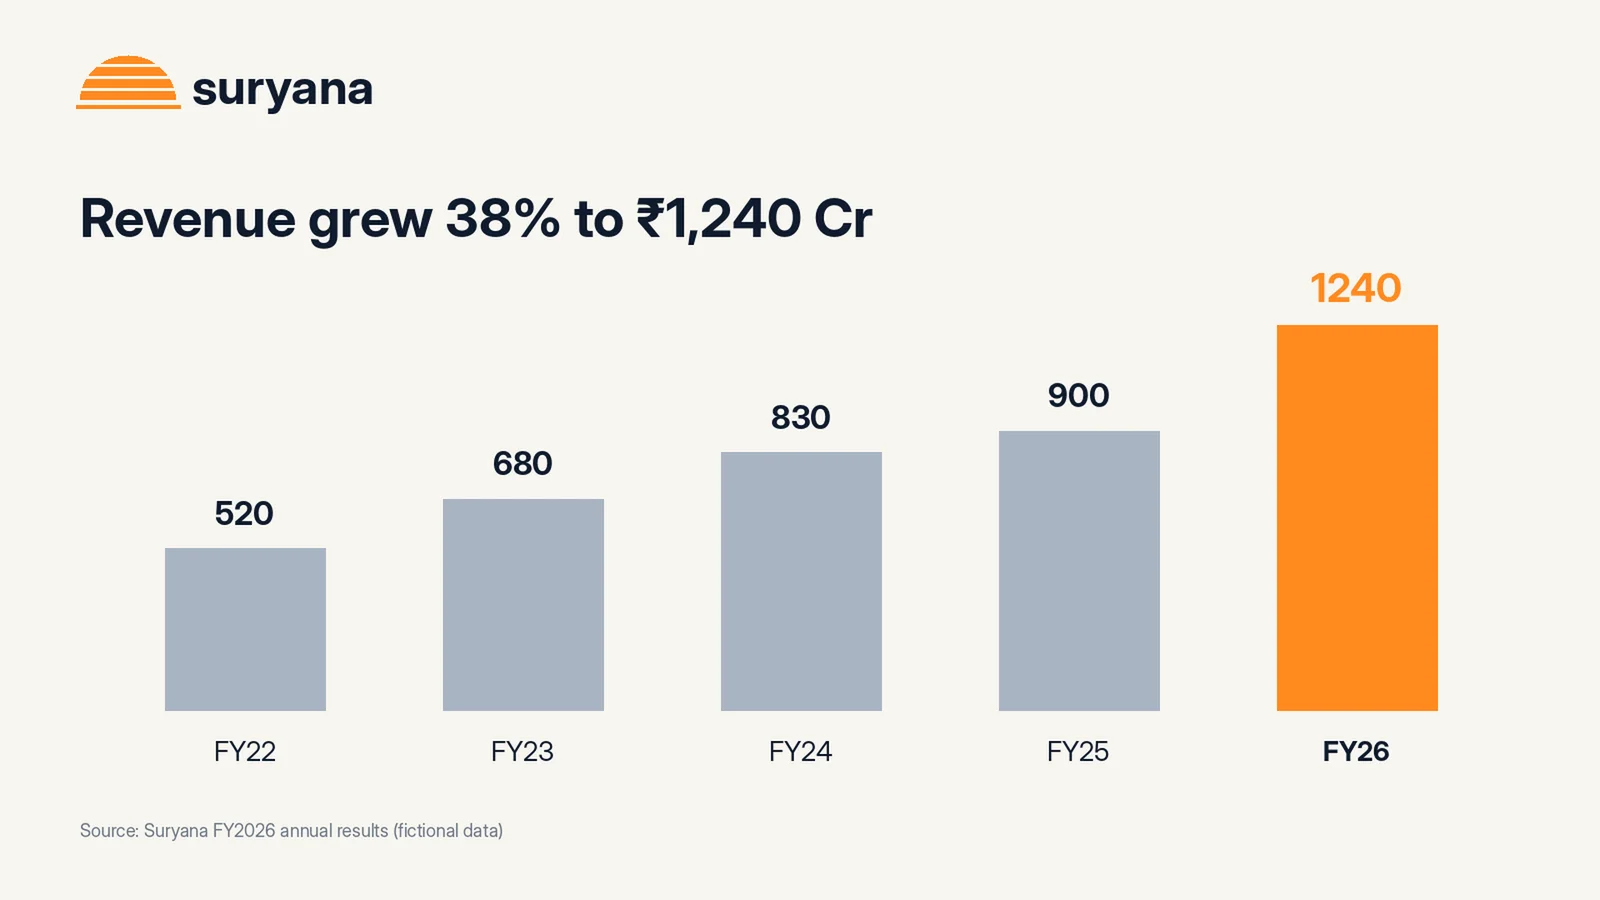 suryana
Revenue grew 38% to ₹1,240 Cr
520
680
830
900
1240
FY22
FY23
FY24
FY25
FY26
Source: Suryana FY2026 annual results (fictional data)